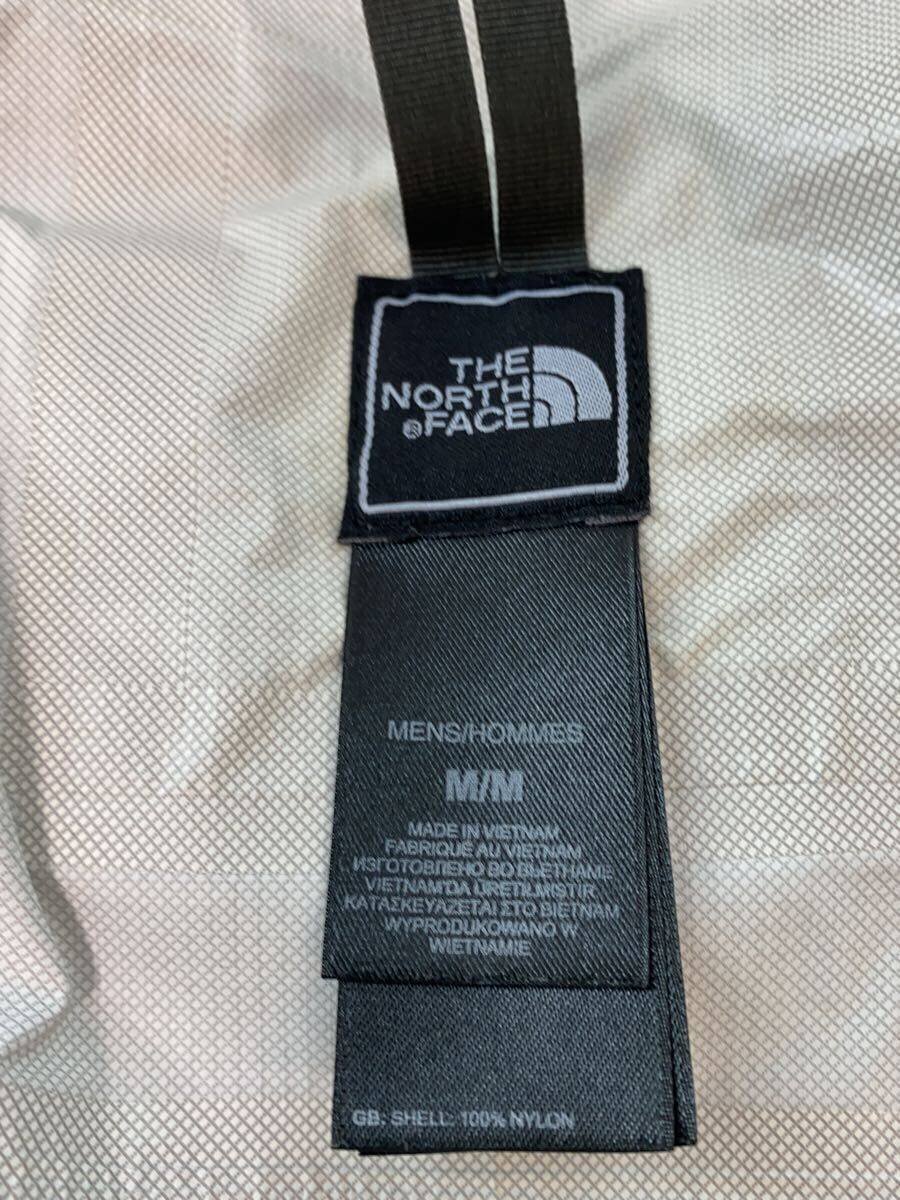 THE
NORTH
®FACE
MENS/HOMMES
M/M
MADE IN VIETNAM
FABRIQUÉ AU VIETNAM
ИЗГОТОВЛЕНО ВО ВЬЕТНАМЕ
VIETNAM'DA ÜRETILMISTIR
ΚΑΤΑΣΚΕΥΑΖΕΤΑΙ ΣΤΟ ΒΙΕΤΝΑΜ
WYPRODUKOWANO W
WIETNAMIE
GB: SHELL: 100% NYLON